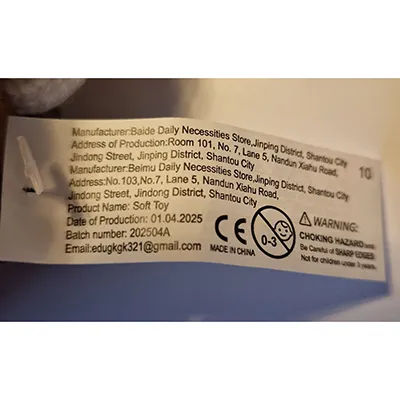 Manufacturer:Baide Daily Necessities Store,Jinping District, Shantou City
Address of Production:Room 101, No. 7, Lane 5, Nandun Xiahu Road,
Jindong Street, Jinping District, Shantou City
Manufacturer:Beimu Daily Necessities Store,Jinping District, Shantou City
Address:No.103,No.7, Lane 5, Nandun Xiahu Road,
Jindong Street, Jindong District, Shantou City
Product Name: Soft Toy
Date of Production: 01.04.2025
Batch number: 202504A
Email:edugkgk321@gmail.com
10
CE
MADE IN CHINA
0-3
WARNING:
CHOKING HAZARD
Be Careful of SHARP EDGES
Not for children under 3 years.